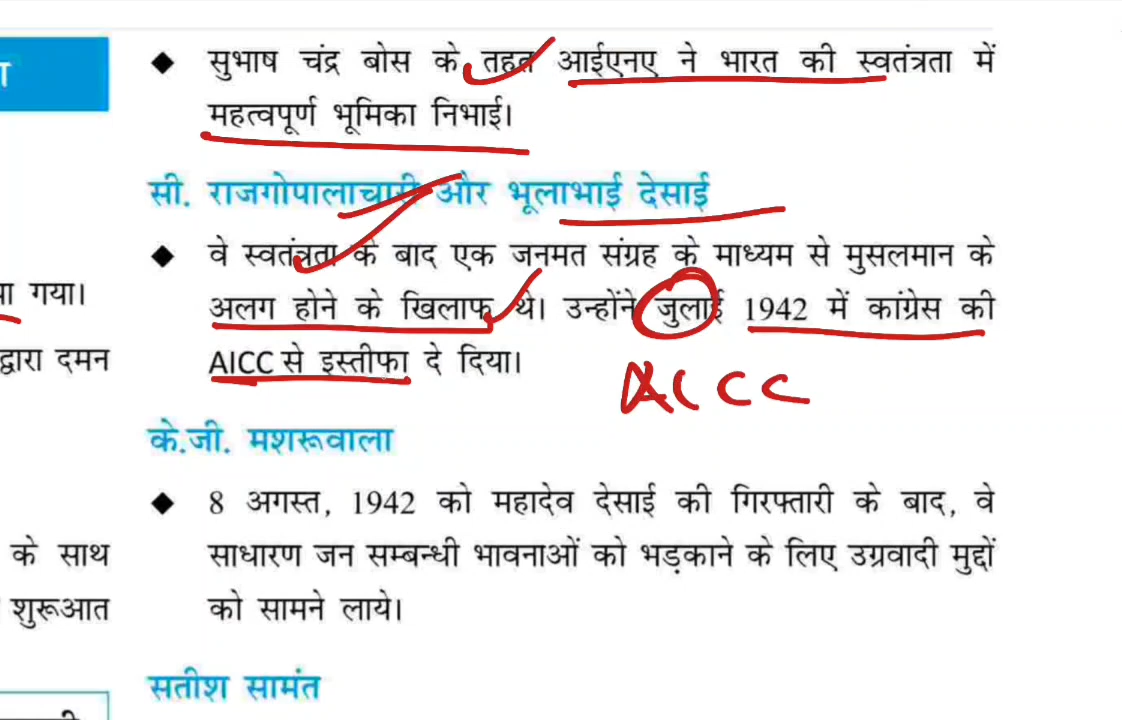 ा
ा गया।
द्वारा दमन
के साथ
शुरूआत
◆ सुभाष चंद्र बोस के तहत आईएनए ने भारत की स्वतंत्रता में
महत्वपूर्ण भूमिका निभाई।
सी. राजगोपालाचारी और भूलाभाई देसाई
◆ वे स्वतंत्रता के बाद एक जनमत संग्रह के माध्यम से मुसलमान के
अलग होने के खिलाफ थे। उन्होंने जुलाई 1942 में कांग्रेस की
AICC से इस्तीफा दे दिया।
AICC
के.जी. मशरूवाला
◆ 8 अगस्त, 1942 को महादेव देसाई की गिरफ्तारी के बाद, वे
साधारण जन सम्बन्धी भावनाओं को भड़काने के लिए उग्रवादी मुद्दों
को सामने लाये।
सतीश सामंत